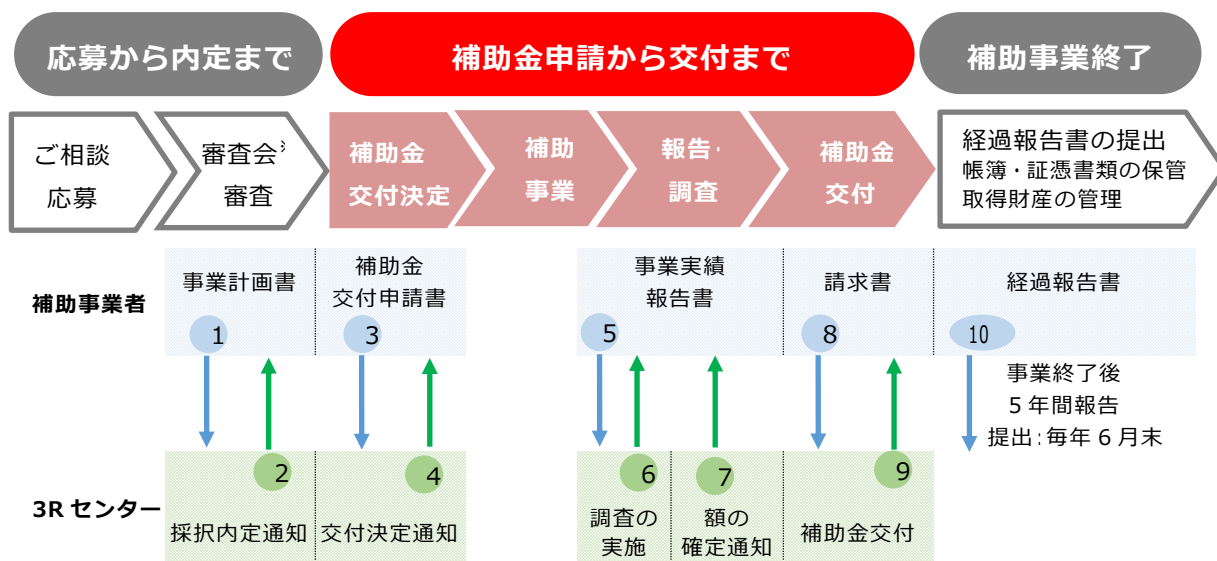 応募から内定まで
補助金申請から交付まで
補助事業終了
ご相談
応募
審査会
審査
補助金
交付決定
補助
事業
報告・
調査
補助金
交付
経過報告書の提出
帳簿・証憑書類の保管
取得財産の管理
補助事業者
事業計画書
補助金
交付申請書
事業実績
報告書
請求書
経過報告書
1
3
5
8
10
事業終了後
5年間報告
提出:毎年6月末
3Rセンター
2
4
6
7
9
採択内定通知
交付決定通知
調査の
実施
額の
確定通知
補助金交付